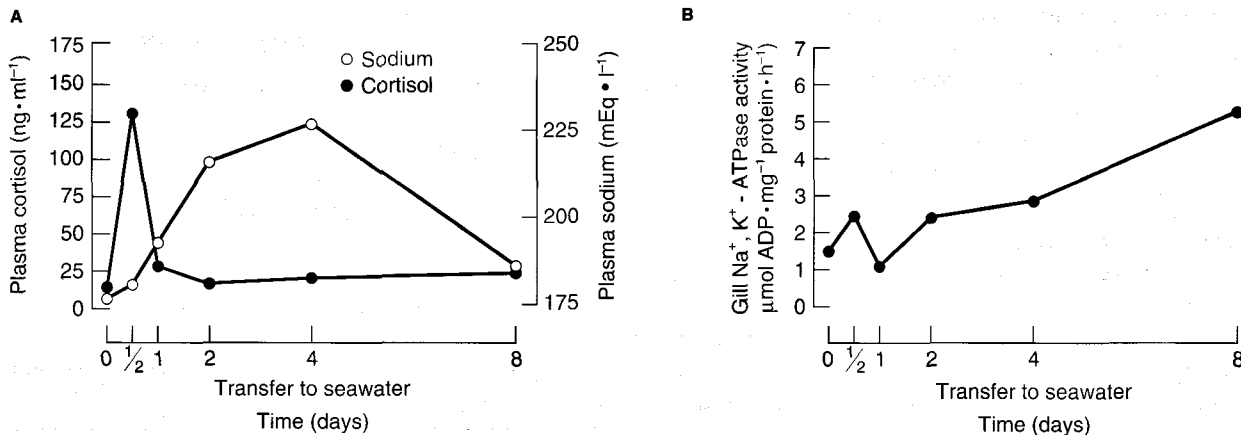 A
Plasma cortisol (ng·ml⁻¹)
175
150
125
100
75
50
25
0
Sodium
Cortisol
250
225
200
175
Plasma sodium (mEq • l⁻¹)
0 ½ 1 2 4 8
Transfer to seawater
Time (days)
B
Gill Na⁺, K⁺ - ATPase activity
μmol ADP·mg⁻¹ protein·h⁻¹
7
6
5
4
3
2
1
0
0 ½ 1 2 4 8
Transfer to seawater
Time (days)